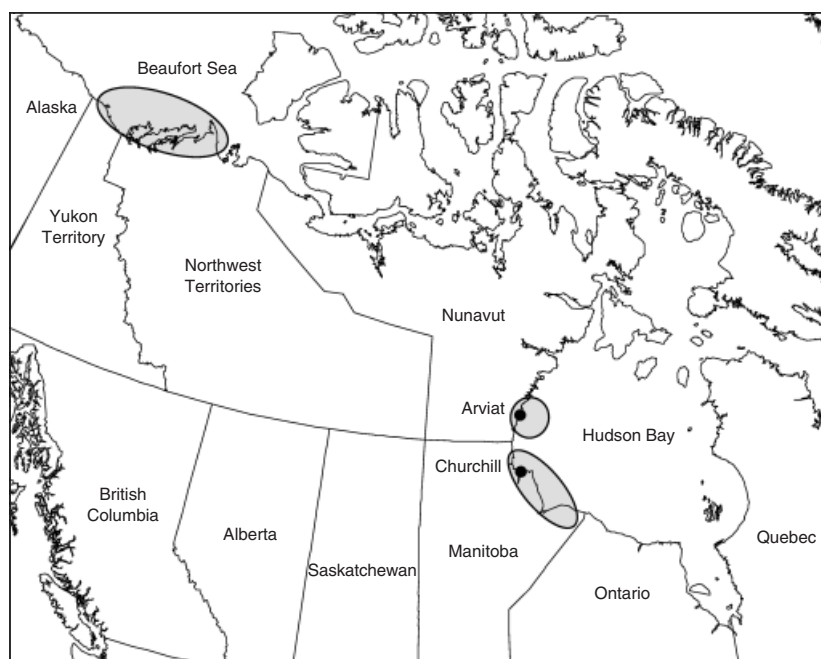 Beaufort Sea
Alaska
Yukon
Territory
Northwest
Territories
Nunavut
Arviat
Hudson Bay
Churchill
British
Columbia
Alberta
Saskatchewan
Manitoba
Quebec
Ontario